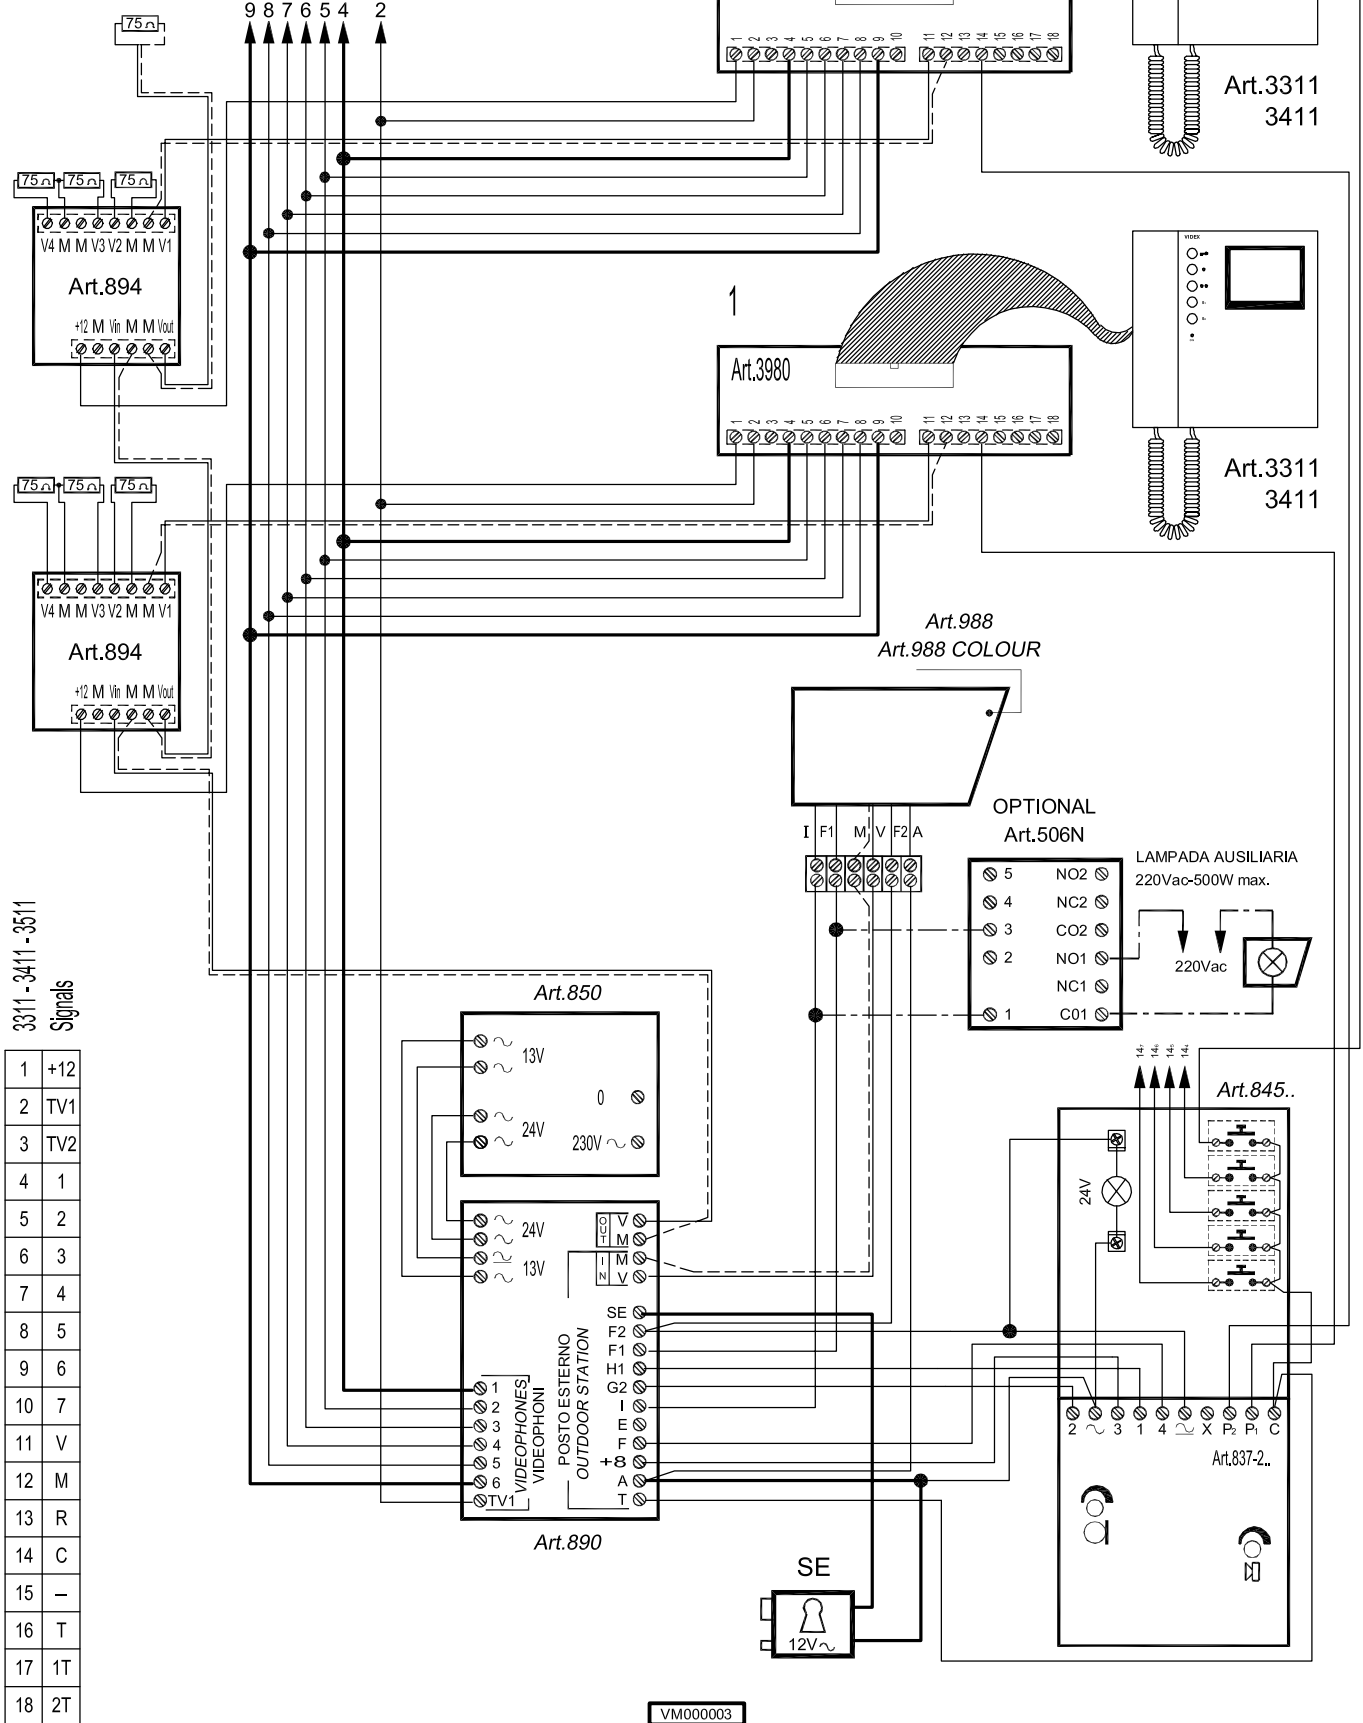 9 8 7 6 5 4 2
75Ω
1 2 3 4 5 6 7 8 9 10 11 12 13 14 15 16 17 18
Art.3311
3411
75Ω 75Ω 75Ω
V4 M M V3 V2 M M V1
Art.894
+12 M Vin M M Vout
1
Art.3980
1 2 3 4 5 6 7 8 9 10 11 12 13 14 15 16 17 18
VIDEX
Art.3311
3411
75Ω 75Ω 75Ω
V4 M M V3 V2 M M V1
Art.894
+12 M Vin M M Vout
Art.988
Art.988 COLOUR
I F1 M V F2 A
OPTIONAL
Art.506N
5 NO2
4 NC2
3 CO2
2 NO1
NC1
1 C01
LAMPADA AUSILIARIA
220Vac-500W max.
220Vac
3311 - 3411 - 3511
Signals
1 +12
2 TV1
3 TV2
4 1
5 2
6 3
7 4
8 5
9 6
10 7
11 V
12 M
13 R
14 C
15 –
16 T
17 1T
18 2T
Art.850
13V
24V
0
230V ~
24V
13V
OUT V
M
IN M
V
SE
F2
F1
H1
G2
I
E
F
+8
A
T
1
2
3
4
5
6
TV1
VIDEOPHONES
VIDEOPHONI
POSTO ESTERNO
OUTDOOR STATION
Art.890
SE
12V~
14₇ 14₆ 14₅ 14₄
Art.845..
24V
2 ~ 3 1 4 ≃ X P₂ P₁ C
Art.837-2..
VM000003